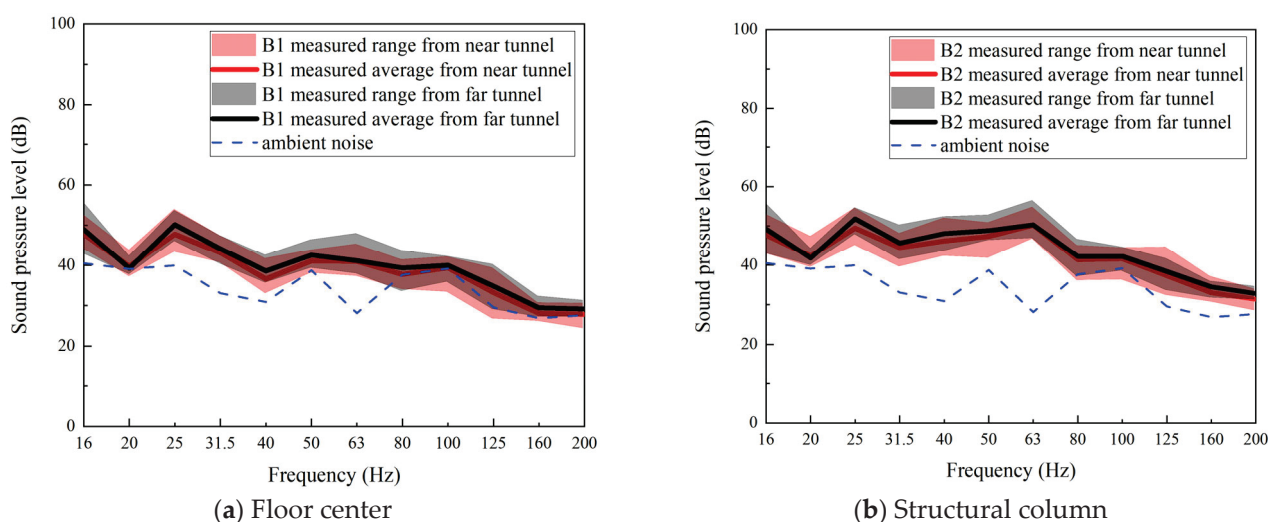 100
80
60
40
20
0
Sound pressure level (dB)
B1 measured range from near tunnel
B1 measured average from near tunnel
B1 measured range from far tunnel
B1 measured average from far tunnel
ambient noise
16 20 25 31.5 40 50 63 80 100 125 160 200
Frequency (Hz)
(a) Floor center
100
80
60
40
20
0
Sound pressure level (dB)
B2 measured range from near tunnel
B2 measured average from near tunnel
B2 measured range from far tunnel
B2 measured average from far tunnel
ambient noise
16 20 25 31.5 40 50 63 80 100 125 160 200
Frequency (Hz)
(b) Structural column